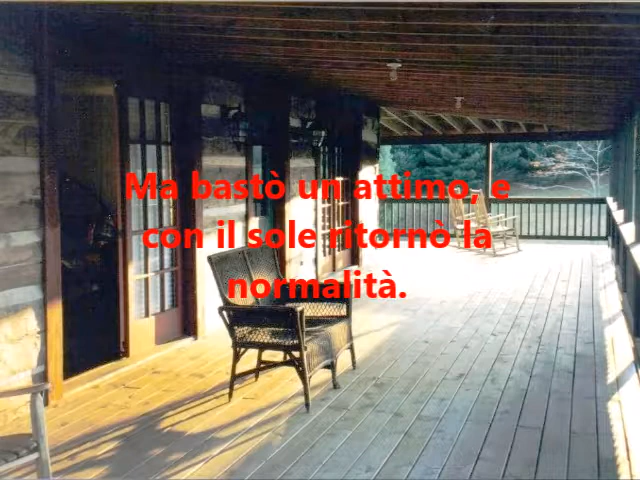 Ma bastò un attimo, e
con il sole ritornò la
normalità.